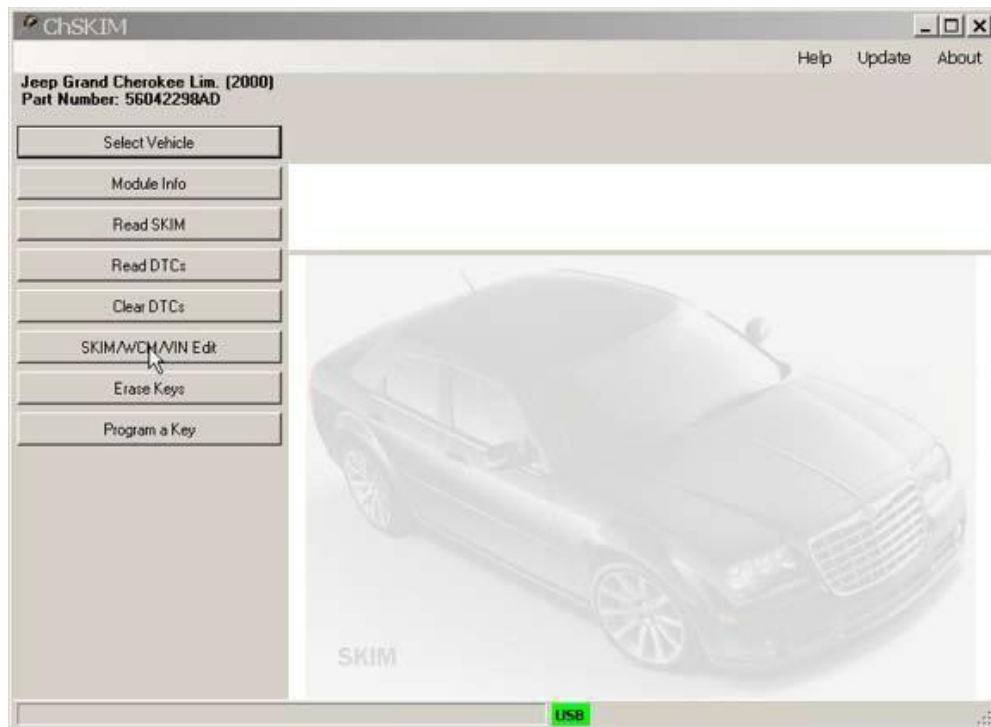 ChSKIM
Help Update About
Jeep Grand Cherokee Lim. (2000)
Part Number: 56042298AD
Select Vehicle
Module Info
Read SKIM
Read DTCs
Clear DTCs
SKIM/WCM/VIN Edit
Erase Keys
Program a Key
SKIM
USB